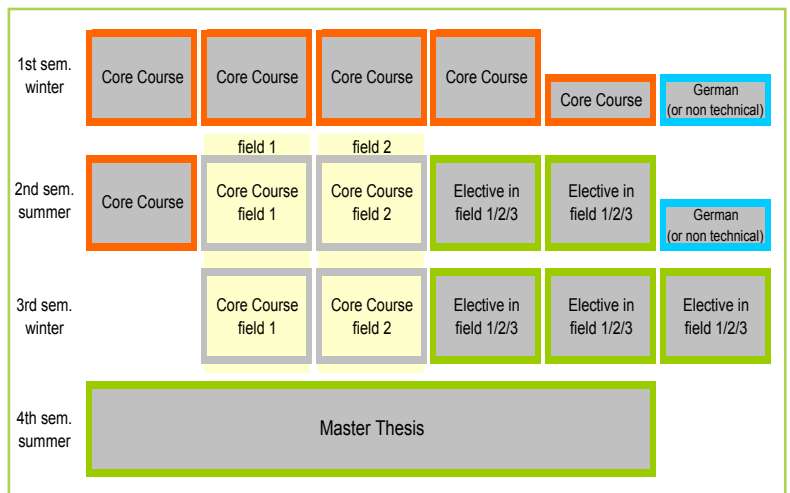 1st sem.
winter
Core Course
Core Course
Core Course
Core Course
Core Course
German
(or non technical)
field 1
field 2
2nd sem.
summer
Core Course
Core Course
field 1
Core Course
field 2
Elective in
field 1/2/3
Elective in
field 1/2/3
German
(or non technical)
3rd sem.
winter
Core Course
field 1
Core Course
field 2
Elective in
field 1/2/3
Elective in
field 1/2/3
Elective in
field 1/2/3
4th sem.
summer
Master Thesis